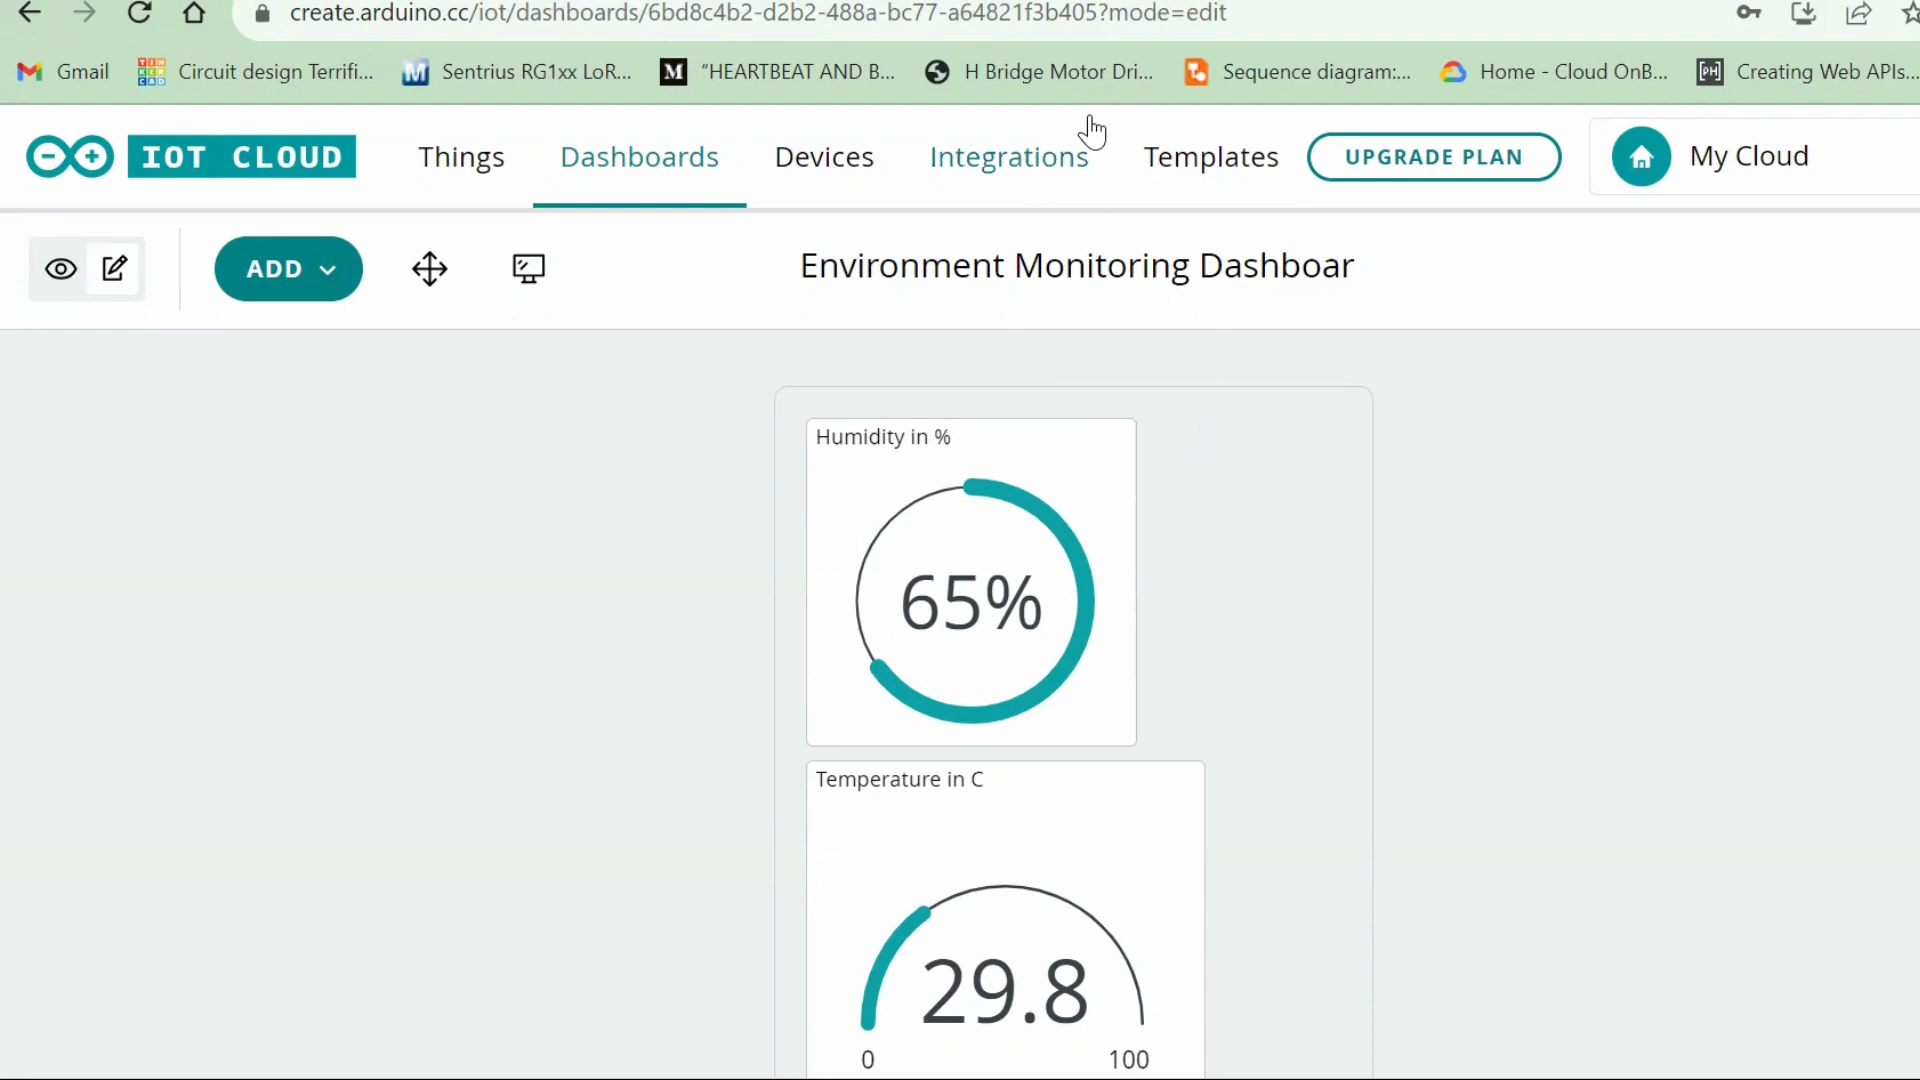 create.arduino.cc/iot/dashboards/6bd8c4b2-d2b2-488a-bc77-a64821f3b405?mode=edit
Gmail Circuit design Terrifi... Sentrius RG1xx LoR... "HEARTBEAT AND B... H Bridge Motor Dri... Sequence diagram:... Home - Cloud OnB... Creating Web APIs...
IOT CLOUD Things Dashboards Devices Integrations Templates UPGRADE PLAN My Cloud
ADD Environment Monitoring Dashboar
Humidity in %
65%
Temperature in C
29.8
0 100